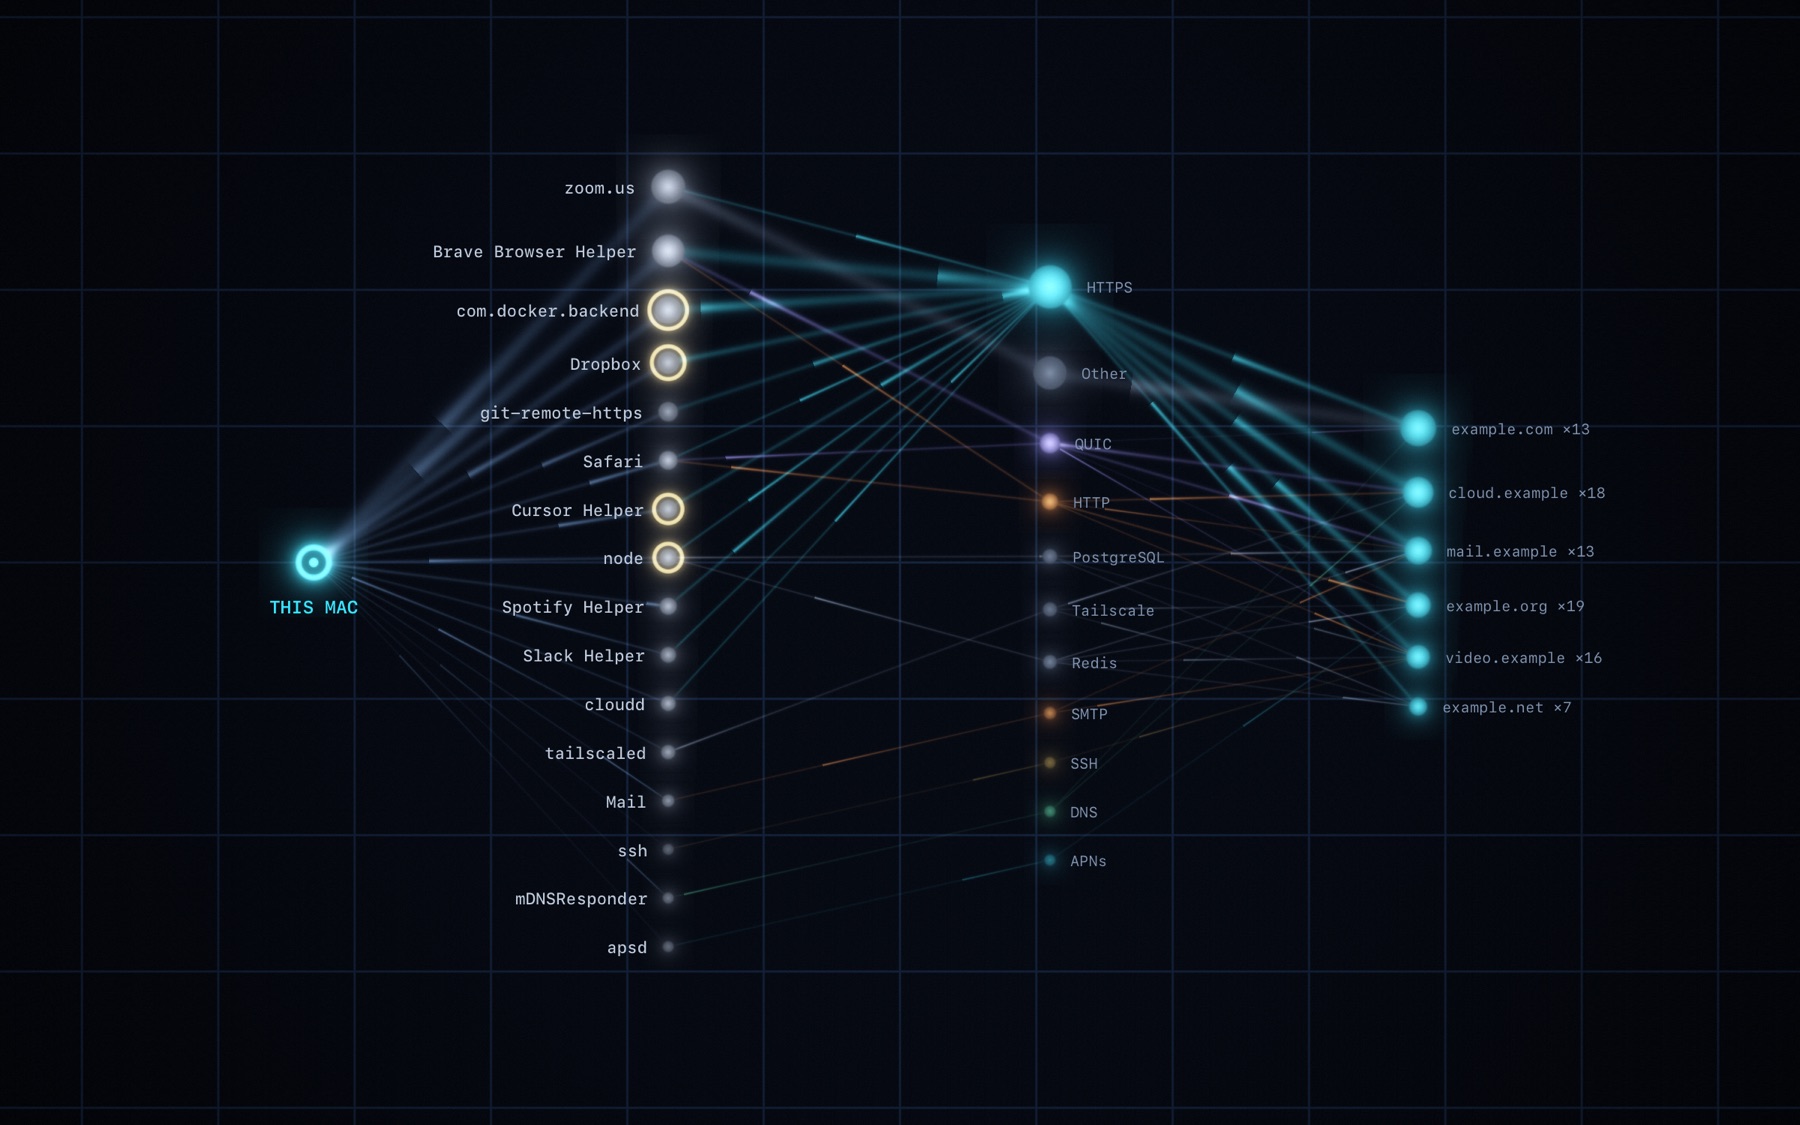 zoom.us
Brave Browser Helper
com.docker.backend
Dropbox
git-remote-https
Safari
Cursor Helper
node
Spotify Helper
Slack Helper
cloudd
tailscaled
Mail
ssh
mDNSResponder
apsd
THIS MAC
HTTPS
Other
QUIC
HTTP
PostgreSQL
Tailscale
Redis
SMTP
SSH
DNS
APNs
example.com ×13
cloud.example ×18
mail.example ×13
example.org ×19
video.example ×16
example.net ×7